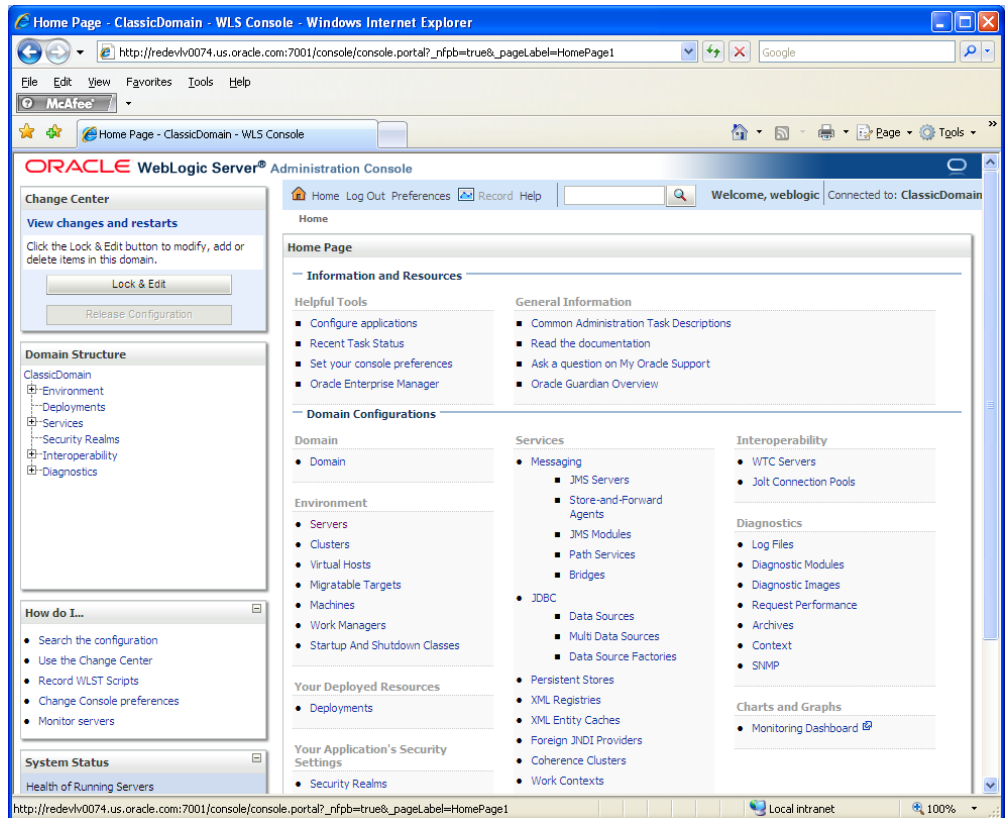 Home Page - ClassicDomain - WLS Console - Windows Internet Explorer
http://redevlv0074.us.oracle.com:7001/console/console.portal?_nfpb=true&_pageLabel=HomePage1
Google
File Edit View Favorites Tools Help
McAfee
Home Page - ClassicDomain - WLS Console
Page Tools
ORACLE WebLogic Server® Administration Console
Change Center
View changes and restarts
Click the Lock & Edit button to modify, add or
delete items in this domain.
Lock & Edit
Release Configuration
Domain Structure
ClassicDomain
Environment
Deployments
Services
Security Realms
Interoperability
Diagnostics
How do I...
Search the configuration
Use the Change Center
Record WLST Scripts
Change Console preferences
Monitor servers
System Status
Health of Running Servers
Home Log Out Preferences Record Help
Welcome, weblogic Connected to: ClassicDomain
Home
Home Page
Information and Resources
Helpful Tools
Configure applications
Recent Task Status
Set your console preferences
Oracle Enterprise Manager
General Information
Common Administration Task Descriptions
Read the documentation
Ask a question on My Oracle Support
Oracle Guardian Overview
Domain Configurations
Domain
Domain
Environment
Servers
Clusters
Virtual Hosts
Migratable Targets
Machines
Work Managers
Startup And Shutdown Classes
Your Deployed Resources
Deployments
Your Application's Security
Settings
Security Realms
Services
Messaging
JMS Servers
Store-and-Forward
Agents
JMS Modules
Path Services
Bridges
JDBC
Data Sources
Multi Data Sources
Data Source Factories
Persistent Stores
XML Registries
XML Entity Caches
Foreign JNDI Providers
Coherence Clusters
Work Contexts
Interoperability
WTC Servers
Jolt Connection Pools
Diagnostics
Log Files
Diagnostic Modules
Diagnostic Images
Request Performance
Archives
Context
SNMP
Charts and Graphs
Monitoring Dashboard
http://redevlv0074.us.oracle.com:7001/console/console.portal?_nfpb=true&_pageLabel=HomePage1
Local intranet
100%